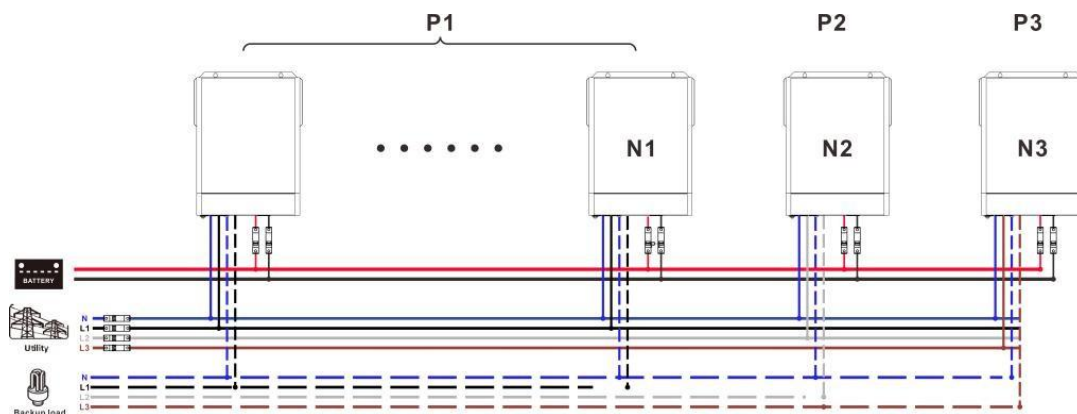 P1 P2 P3
N1 N2 N3
BATTERY
N
L1
L2
L3
Utility
N
L1
L2
L3
Backup load